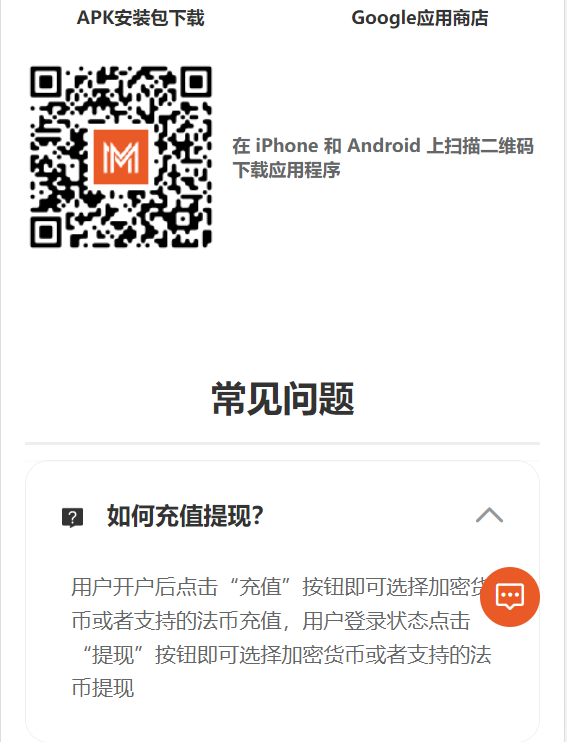 APK安装包下载
Google应用商店
在 iPhone 和 Android 上扫描二维码
下载应用程序
常见问题
如何充值提现?
用户开户后点击“充值”按钮即可选择加密货
币或者支持的法币充值，用户登录状态点击
“提现”按钮即可选择加密货币或者支持的法
币提现